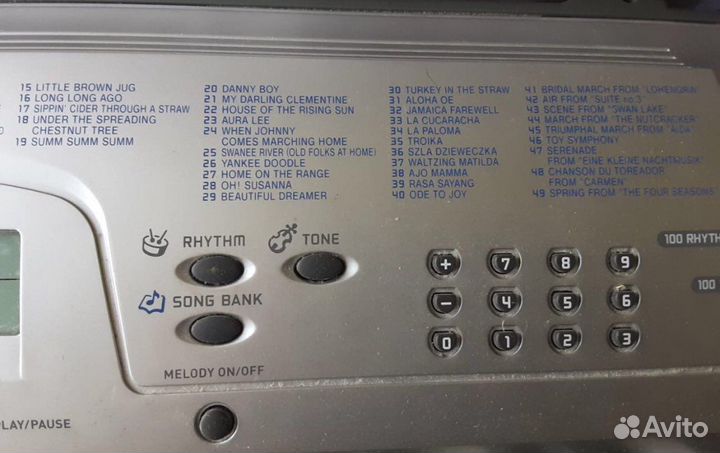 15 LITTLE BROWN JUG
16 LONG LONG AGO
17 SIPPIN' CIDER THROUGH A STRAW
18 UNDER THE SPREADING
CHESTNUT TREE
19 SUMM SUMM SUMM
20 DANNY BOY
21 MY DARLING CLEMENTINE
22 HOUSE OF THE RISING SUN
23 AURA LEE
24 WHEN JOHNNY
COMES MARCHING HOME
25 SWANEE RIVER (OLD FOLKS AT HOME)
26 YANKEE DOODLE
27 HOME ON THE RANGE
28 OH! SUSANNA
29 BEAUTIFUL DREAMER
30 TURKEY IN THE STRAW
31 ALOHA OE
32 JAMAICA FAREWELL
33 LA CUCARACHA
34 LA PALOMA
35 TROIKA
36 SZLA DZIEWECZKA
37 WALTZING MATILDA
38 AJO MAMMA
39 RASA SAYANG
40 ODE TO JOY
41 BRIDAL MARCH FROM "LOHENGRIN"
42 AIR FROM "SUITE no.3"
43 SCENE FROM "SWAN LAKE"
44 MARCH FROM "THE NUTCRACKER"
45 TRIUMPHAL MARCH FROM "AIDA"
46 TOY SYMPHONY
47 SERENADE
FROM "EINE KLEINE NACHTMUSIK"
48 CHANSON DU TOREADOR
FROM "CARMEN"
49 SPRING FROM "THE FOUR SEASONS"
RHYTHM
TONE
SONG BANK
MELODY ON/OFF
LAY/PAUSE
+ 7 8 9
- 4 5 6
0 1 2 3
100 RHYTH
100
Avito